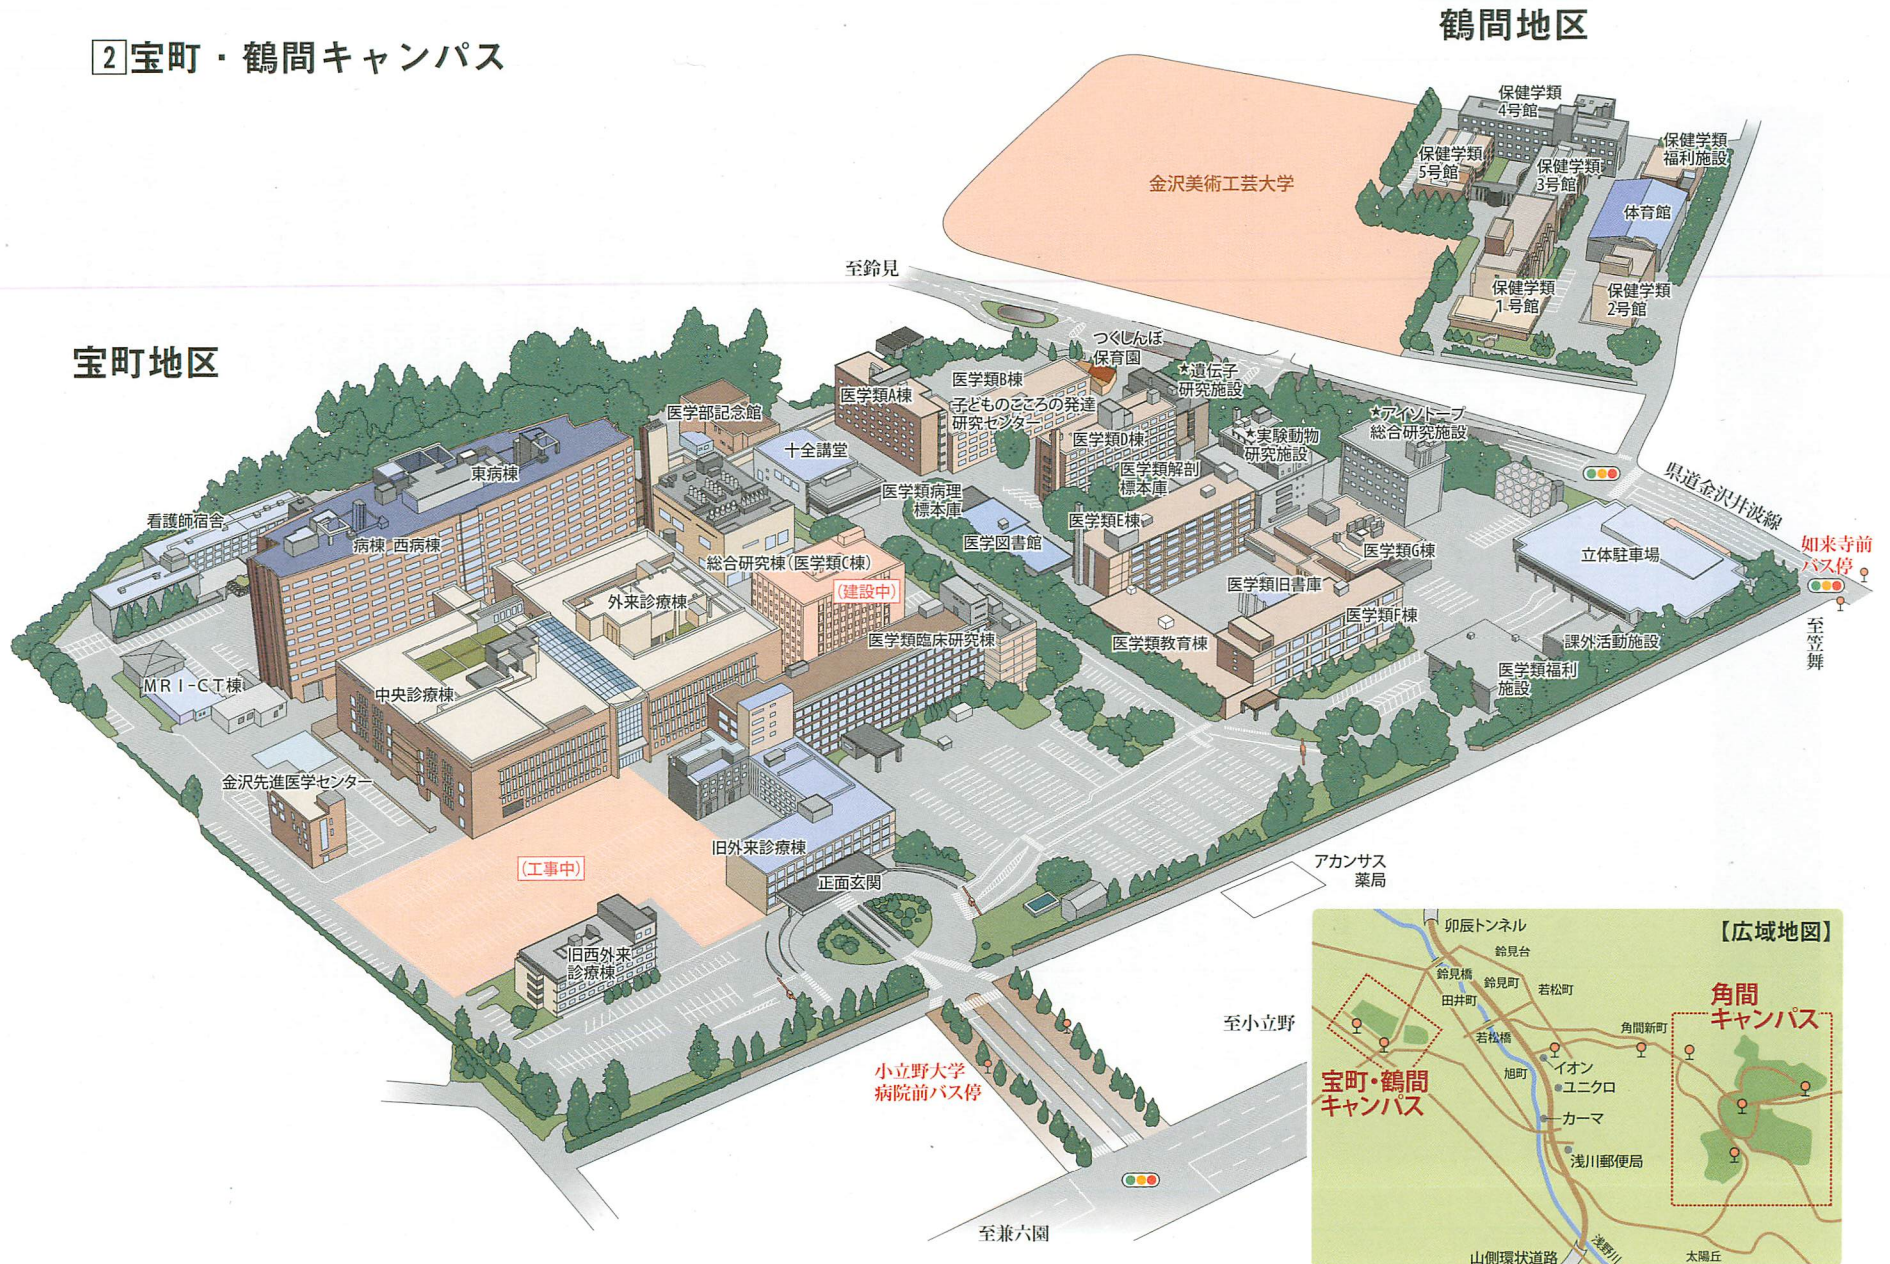 2 宝町・鶴間キャンパス
鶴間地区
保健学類
4号館
保健学類
5号館
保健学類
3号館
保健学類
福利施設
体育館
保健学類
1号館
保健学類
2号館
金沢美術工芸大学
至鈴見
宝町地区
つくしんぼ
保育園
★遺伝子
研究施設
医学類A棟
医学類B棟
子どものこころの発達
研究センター
医学部記念館
十全講堂
医学類D棟
★実験動物
研究施設
★アイソトープ
総合研究施設
医学類解剖
標本庫
医学類病理
標本庫
東病棟
看護師宿舎
病棟 西病棟
医学図書館
医学類E棟
医学類G棟
立体駐車場
県道金沢井波線
如来寺前
バス停
至笠舞
総合研究棟(医学類C棟)
(建設中)
外来診療棟
医学類旧書庫
医学類F棟
医学類臨床研究棟
医学類教育棟
課外活動施設
医学類福利
施設
MRI-CT棟
中央診療棟
金沢先進医学センター
旧外来診療棟
(工事中)
正面玄関
アカンサス
薬局
旧西外来
診療棟
至小立野
小立野大学
病院前バス停
至兼六園
【広域地図】
卯辰トンネル
鈴見台
鈴見橋
鈴見町
若松町
田井町
若松橋
角間新町
角間
キャンパス
旭町
イオン
ユニクロ
宝町・鶴間
キャンパス
カーマ
浅川郵便局
浅野川
山側環状道路
太陽丘